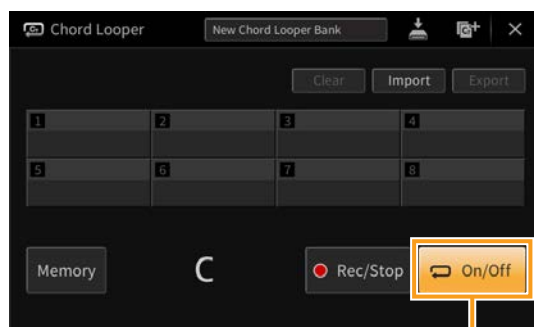 Chord Looper
New Chord Looper Bank
Clear Import Export
1 2 3 4
5 6 7 8
Memory C Rec/Stop On/Off